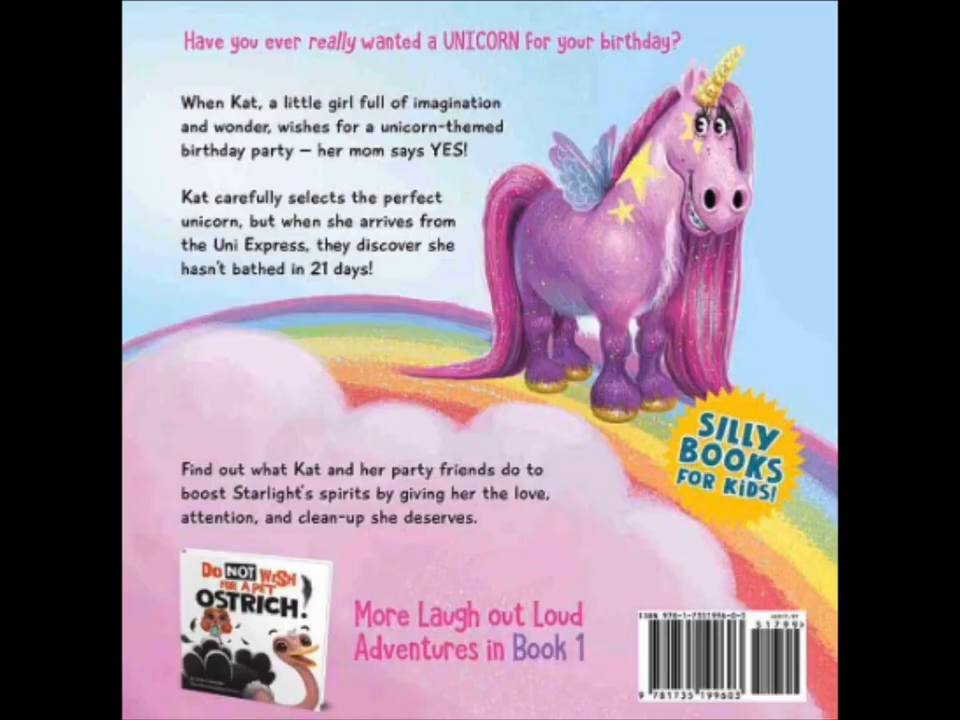 Have you ever really wanted a UNICORN for your birthday?
When Kat, a little girl full of imagination
and wonder, wishes for a unicorn-themed
birthday party – her mom says YES!
Kat carefully selects the perfect
unicorn, but when she arrives from
the Uni Express, they discover she
hasn't bathed in 21 days!
SILLY
BOOKS
FOR KIDS!
Find out what Kat and her party friends do to
boost Starlight's spirits by giving her the love,
attention, and clean-up she deserves.
DO NOT WISH
FOR A PET
OSTRICH!
More Laugh out Loud
Adventures in Book 1
51799>
9 781735 199603